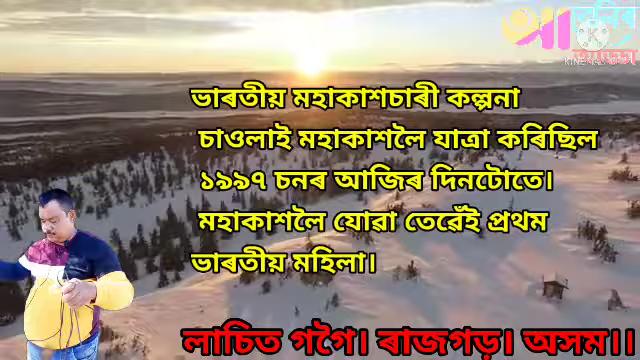 ভাৰতীয় মহাকাশচাৰী কল্পনা
চাওলাই মহাকাশলৈ যাত্ৰা কৰিছিল
১৯৯৭ চনৰ আজিৰ দিনটোতে।
মহাকাশলৈ যোৱা তেৱেঁই প্ৰথম
ভাৰতীয় মহিলা।
লাচিত গগৈ। ৰাজগড়। অসম।।